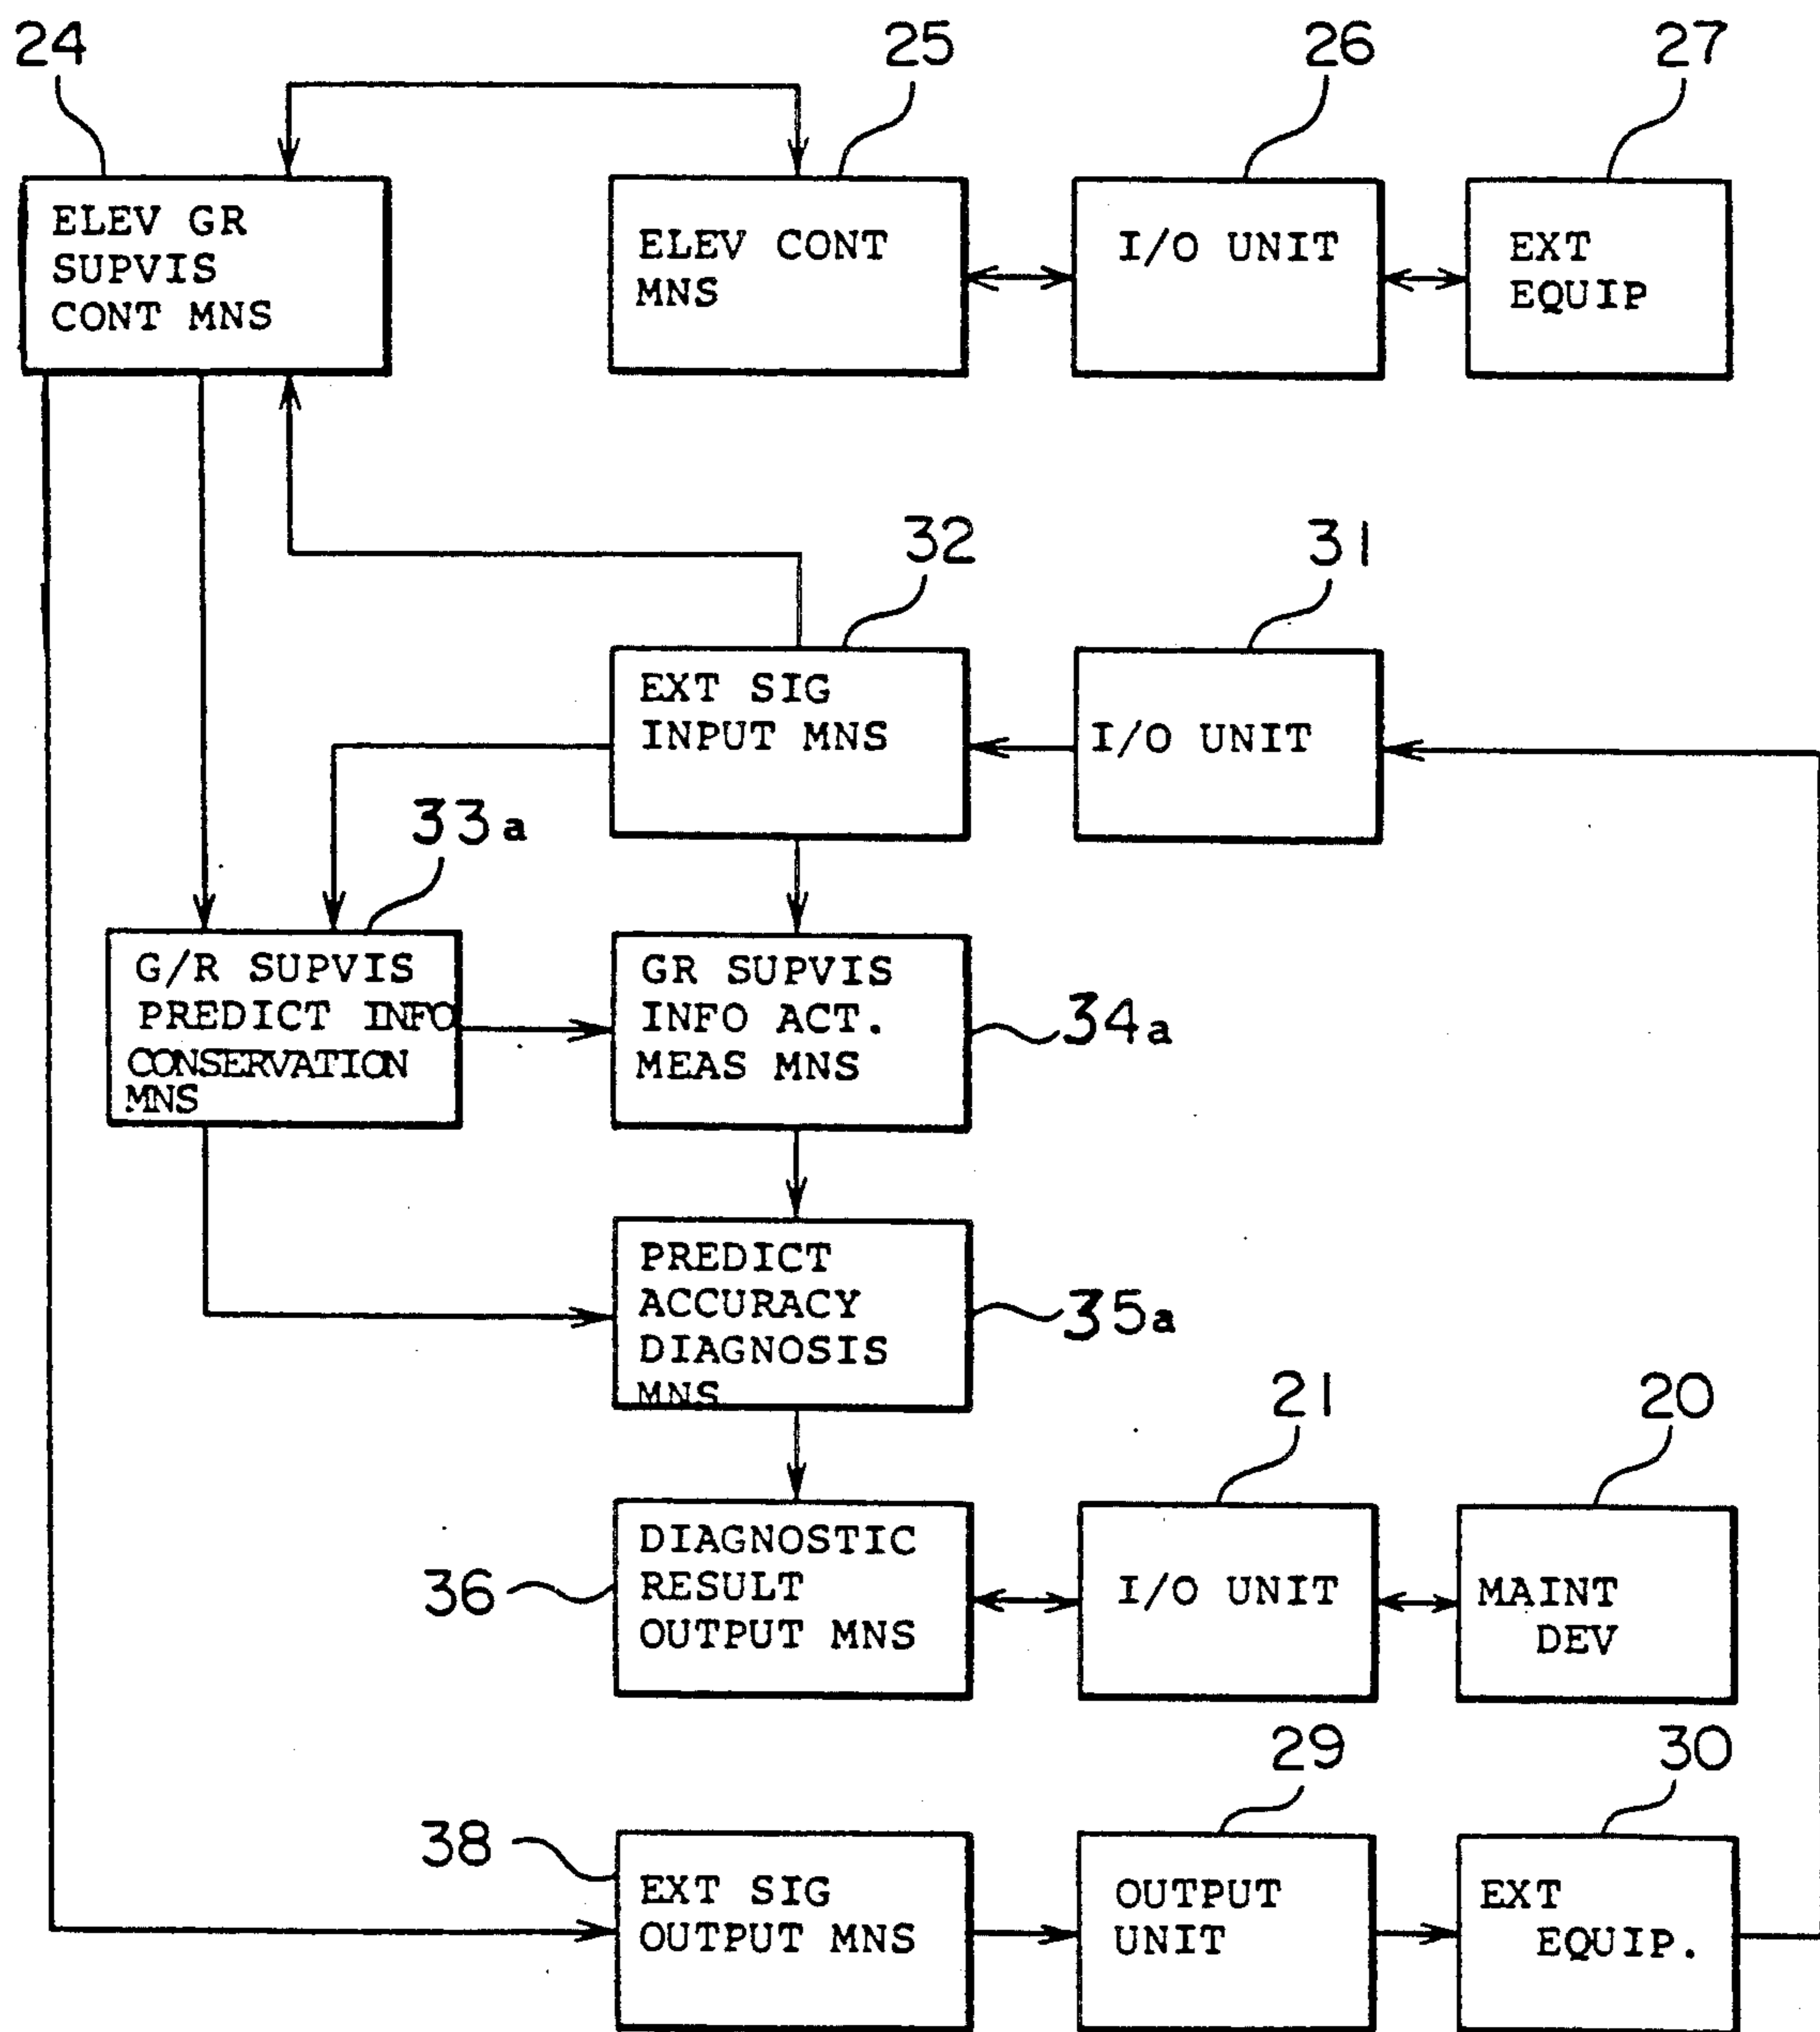 24
25
26
27
ELEV GR
SUPVIS
CONT MNS
ELEV CONT
MNS
I/O UNIT
EXT
EQUIP
32
31
EXT SIG
INPUT MNS
I/O UNIT
33a
G/R SUPVIS
PREDICT INFO
CONSERVATION
MNS
GR SUPVIS
INFO ACT.
MEAS MNS
34a
PREDICT
ACCURACY
DIAGNOSIS
MNS
35a
21
20
36
DIAGNOSTIC
RESULT
OUTPUT MNS
I/O UNIT
MAINT
DEV
29
30
38
EXT SIG
OUTPUT MNS
OUTPUT
UNIT
EXT
EQUIP.